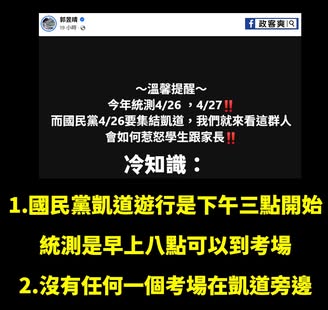 郭昱晴
19 小時 ·
政客爽
～溫馨提醒～
今年統測4/26 ，4/27‼️
而國民黨4/26要集結凱道，我們就來看這群人
會如何惹怒學生跟家長‼️
冷知識：
1.國民黨凱道遊行是下午三點開始
統測是早上八點可以到考場
2.沒有任何一個考場在凱道旁邊